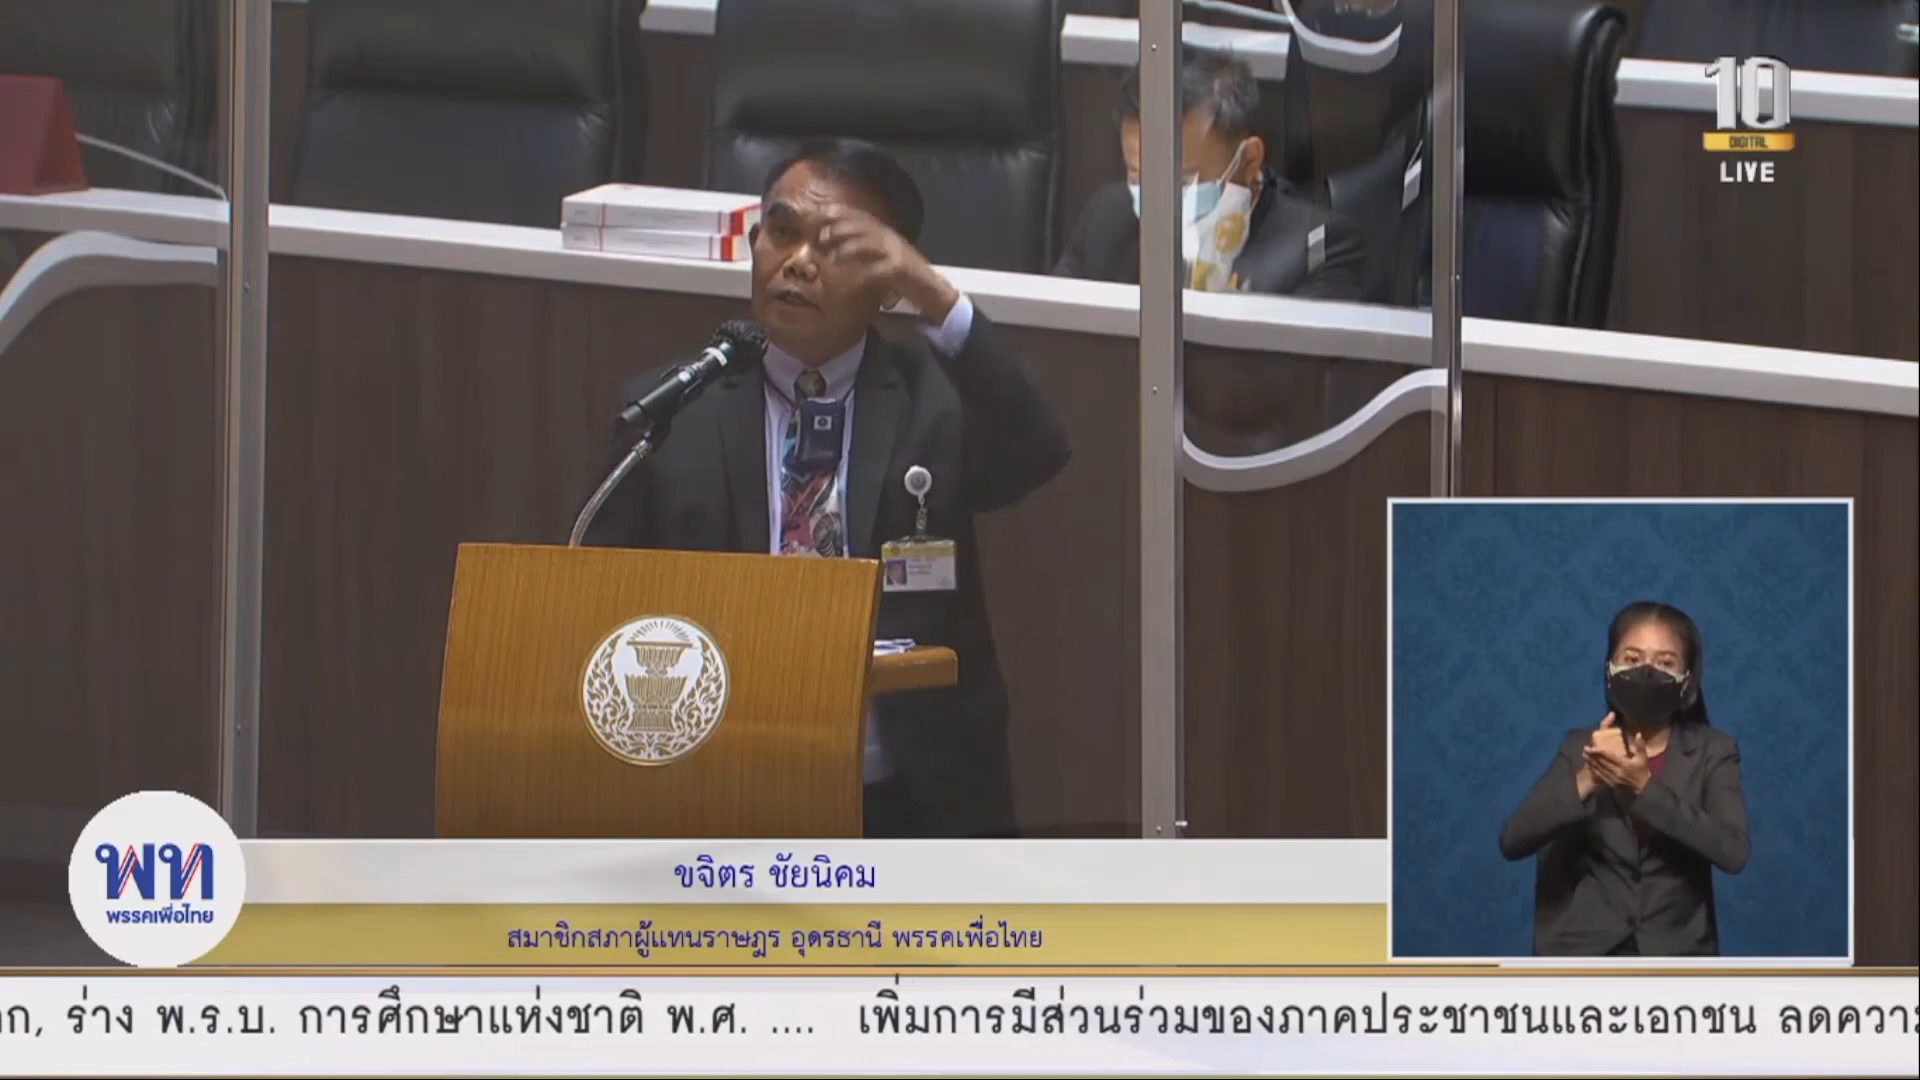 10
DIGITAL
LIVE
พท
พรรคเพื่อไทย
ขจิตร ชัยนิคม
สมาชิกสภาผู้แทนราษฎร อุดรธานี พรรคเพื่อไทย
ก, ร่าง พ.ร.บ. การศึกษาแห่งชาติ พ.ศ. .... เพิ่มการมีส่วนร่วมของภาคประชาชนและเอกชน ลดความ